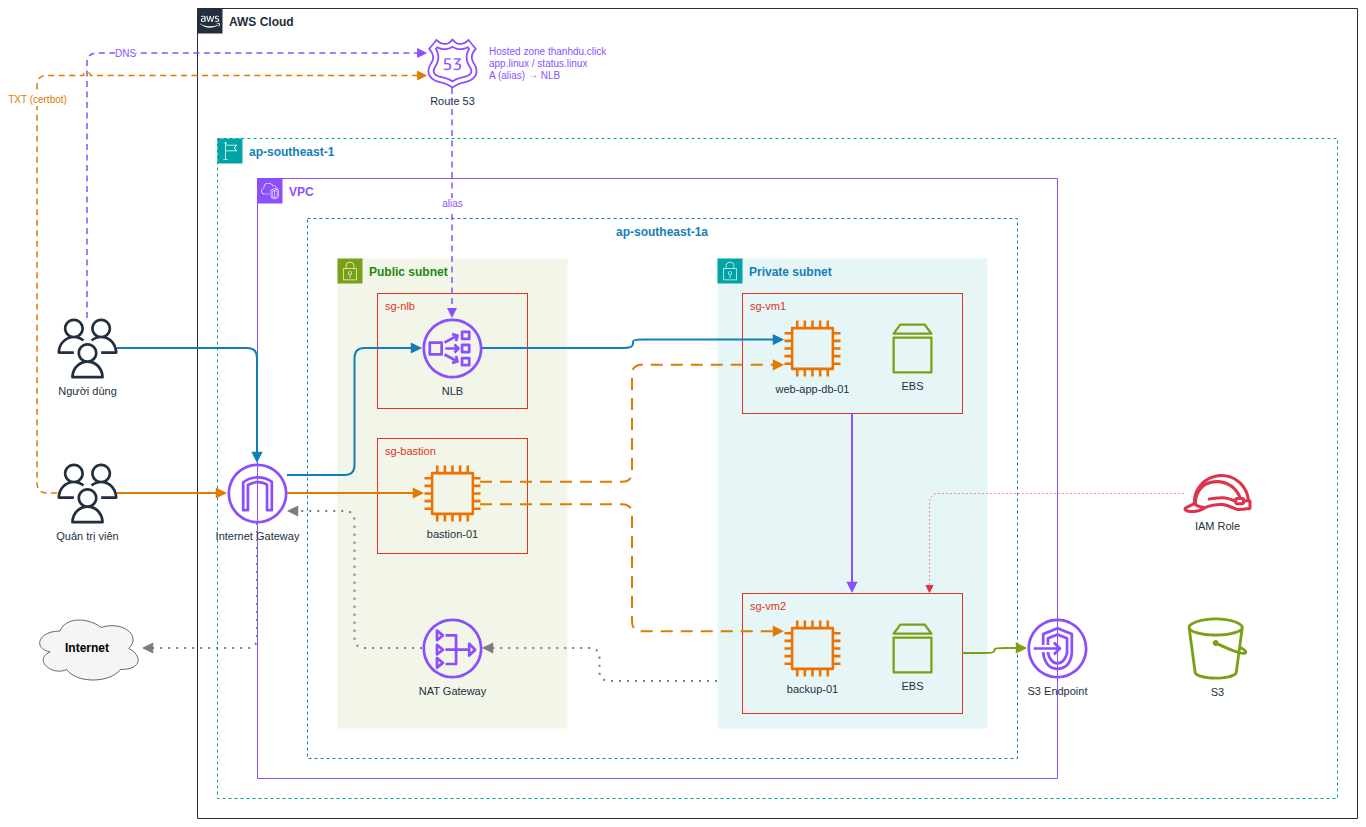 aws
AWS Cloud
DNS
53
Hosted zone thanhdu.click
app.linux / status.linux
A (alias) → NLB
TXT (certbot)
Route 53
ap-southeast-1
VPC
alias
ap-southeast-1a
Public subnet
Private subnet
sg-nlb
sg-vm1
Người dùng
NLB
web-app-db-01
EBS
sg-bastion
Quản trị viên
Internet Gateway
bastion-01
IAM Role
sg-vm2
Internet
NAT Gateway
backup-01
EBS
S3 Endpoint
S3